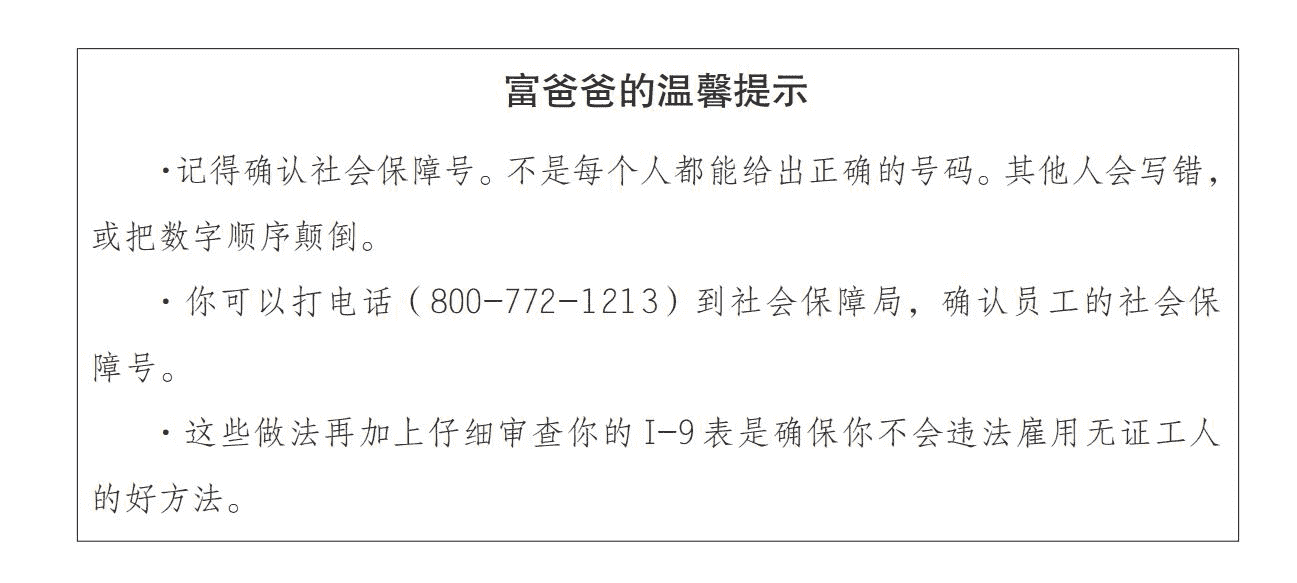 富爸爸的温馨提示
·记得确认社会保障号。不是每个人都能给出正确的号码。其他人会写错，
或把数字顺序颠倒。
·你可以打电话（800-772-1213）到社会保障局，确认员工的社会保
障号。
·这些做法再加上仔细审查你的 I-9 表是确保你不会违法雇用无证工人
的好方法。